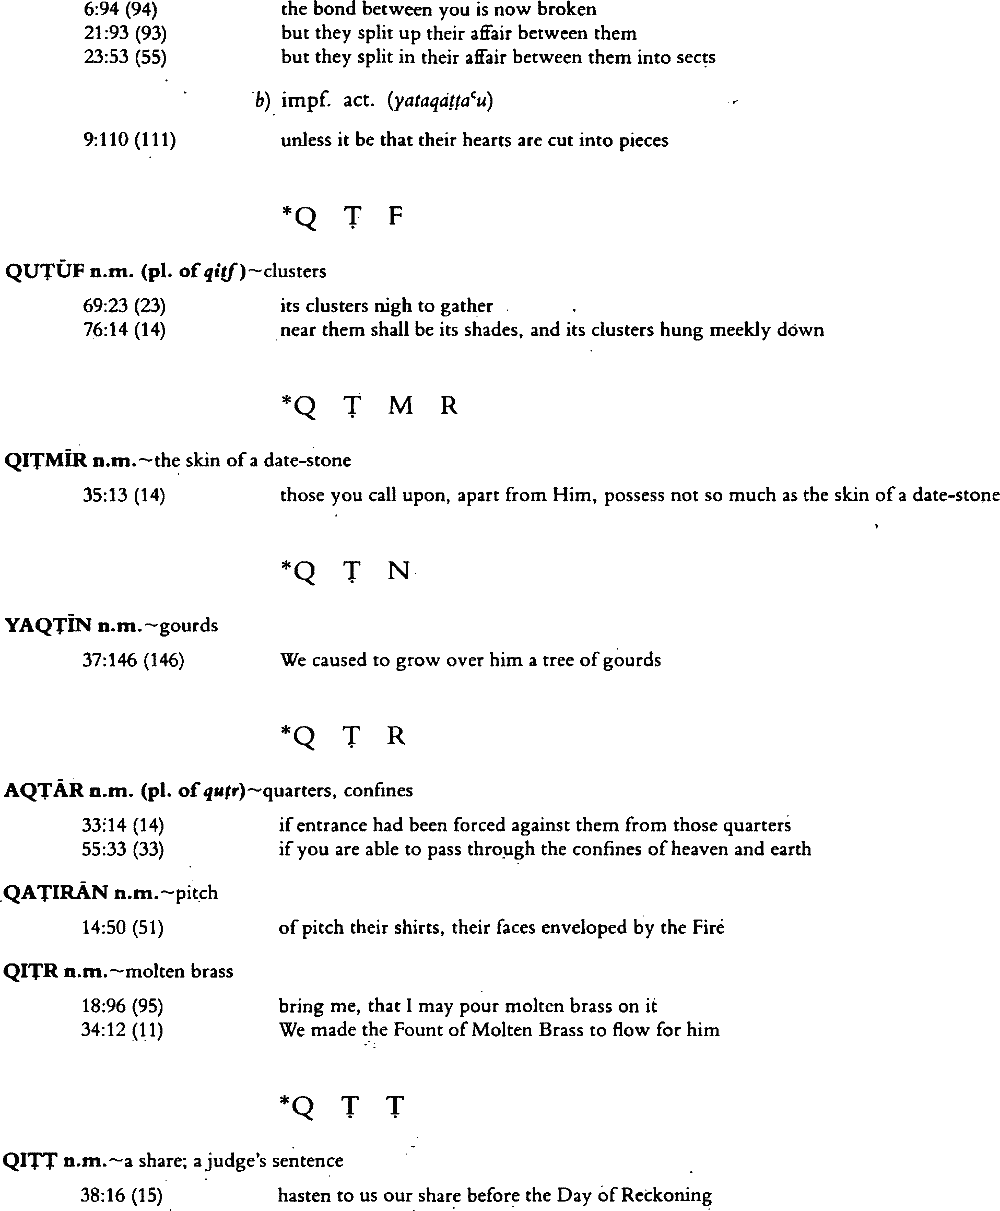 6:94 (94) the bond between you is now broken
21:93 (93) but they split up their affair between them
23:53 (55) but they split in their affair between them into sects
b) impf. act. (yataqaṭṭaʿu)
9:110 (111) unless it be that their hearts are cut into pieces
*Q Ṭ F
QUṬŪF n.m. (pl. of qiṭf)~clusters
69:23 (23) its clusters nigh to gather
76:14 (14) near them shall be its shades, and its clusters hung meekly down
*Q Ṭ M R
QIṬMĪR n.m.~the skin of a date-stone
35:13 (14) those you call upon, apart from Him, possess not so much as the skin of a date-stone
*Q Ṭ N
YAQṬĪN n.m.~gourds
37:146 (146) We caused to grow over him a tree of gourds
*Q Ṭ R
AQṬĀR n.m. (pl. of quṭr)~quarters, confines
33:14 (14) if entrance had been forced against them from those quarters
55:33 (33) if you are able to pass through the confines of heaven and earth
QAṬIRĀN n.m.~pitch
14:50 (51) of pitch their shirts, their faces enveloped by the Fire
QIṬR n.m.~molten brass
18:96 (95) bring me, that I may pour molten brass on it
34:12 (11) We made the Fount of Molten Brass to flow for him
*Q Ṭ Ṭ
QIṬṬ n.m.~a share; a judge's sentence
38:16 (15) hasten to us our share before the Day of Reckoning